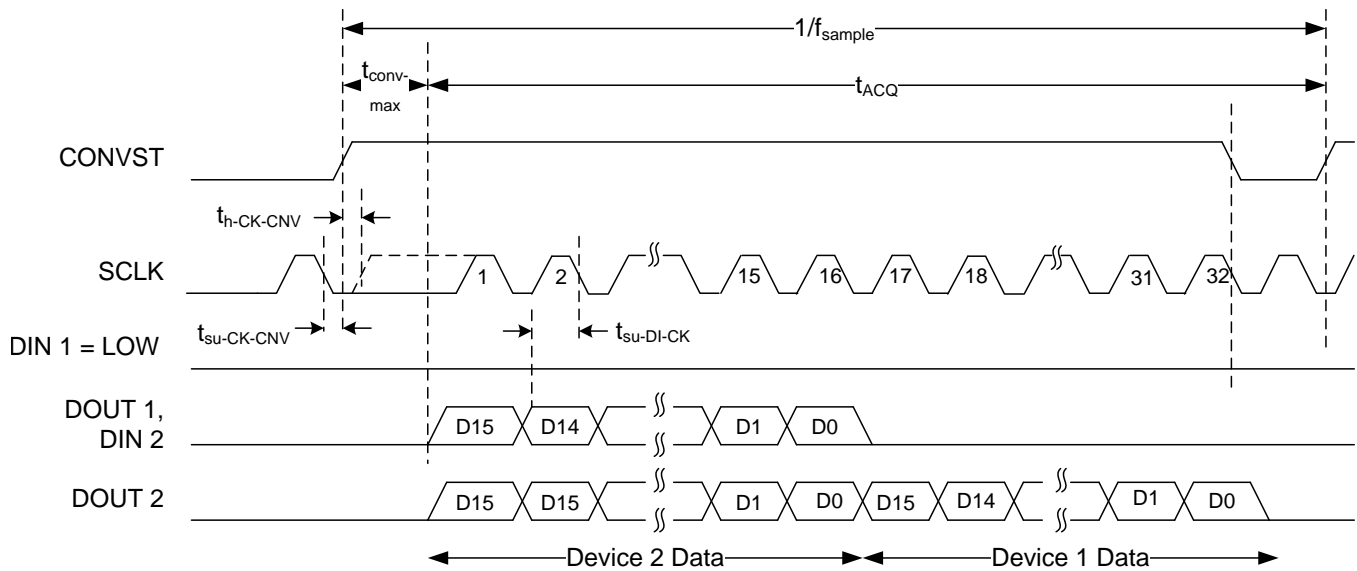 1/fsample
tconv-
max
tACQ
CONVST
th-CK-CNV
SCLK
1 2 15 16 17 18 31 32
tsu-CK-CNV
tsu-DI-CK
DIN 1 = LOW
DOUT 1,
DIN 2
D15 D14 D1 D0
DOUT 2
D15 D15 D1 D0 D15 D14 D1 D0
Device 2 Data
Device 1 Data